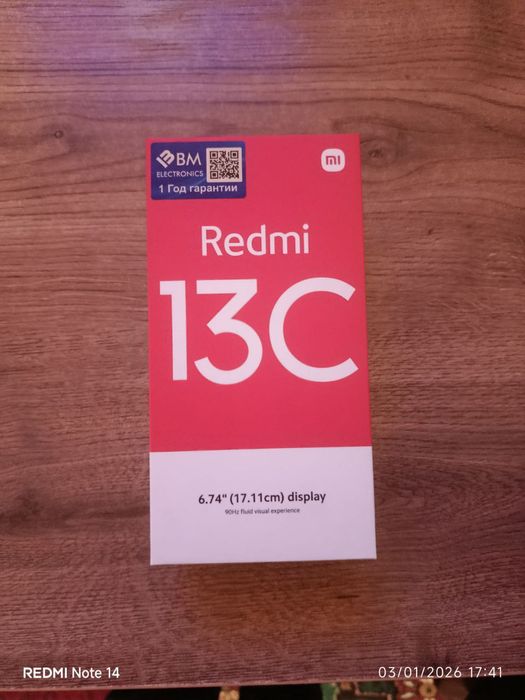 BM
ELECTRONICS
1 Год гарантии
mi
Redmi
13C
6.74" (17.11cm) display
90Hz fluid visual experience
REDMI Note 14
03/01/2026 17:41